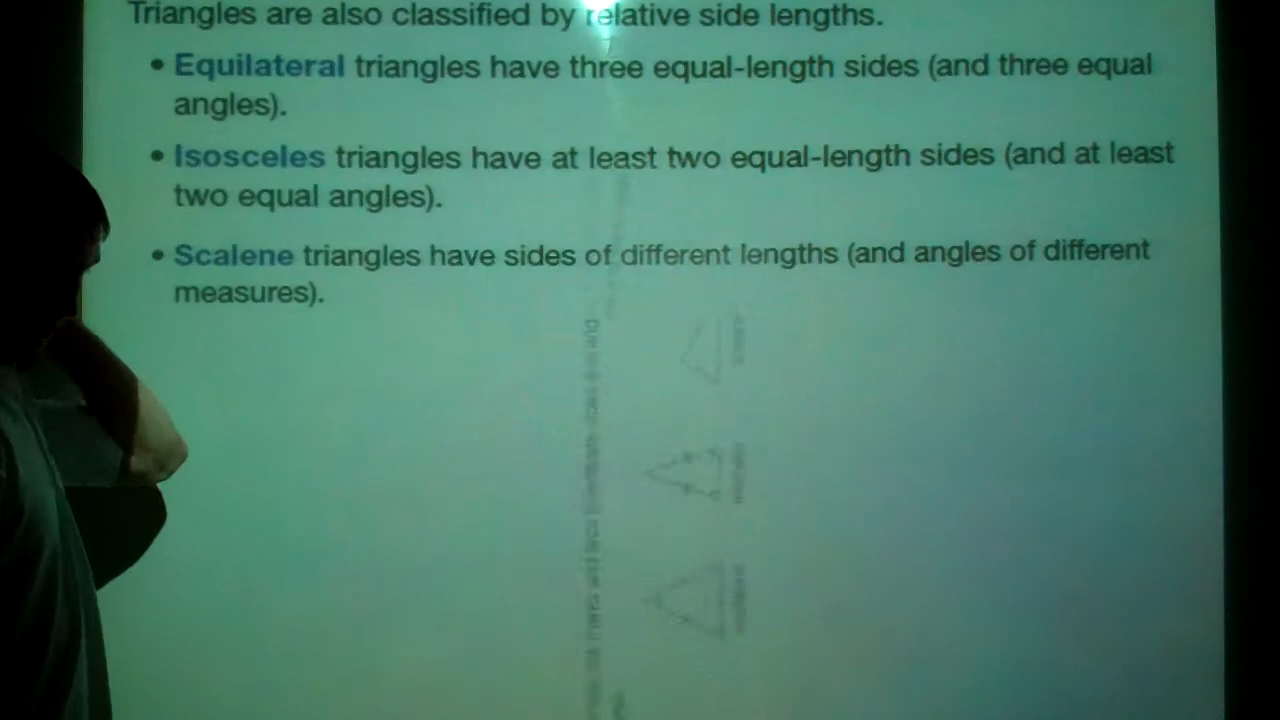 Triangles are also classified by relative side lengths.
• Equilateral triangles have three equal-length sides (and three equal
angles).
• Isosceles triangles have at least two equal-length sides (and at least
two equal angles).
• Scalene triangles have sides of different lengths (and angles of different
measures).